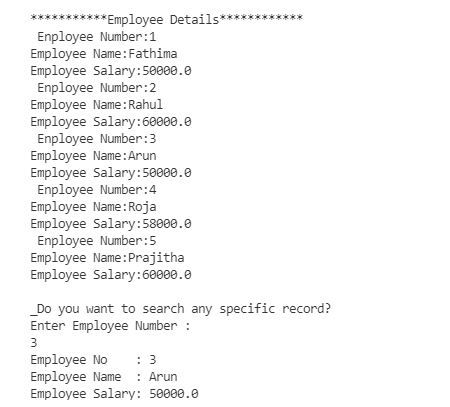 ***********Employee Details************
Enployee Number:1
Employee Name:Fathima
Employee Salary:50000.0
Enployee Number:2
Employee Name:Rahul
Employee Salary:60000.0
Enployee Number:3
Employee Name:Arun
Employee Salary:50000.0
Enployee Number:4
Employee Name:Roja
Employee Salary:58000.0
Enployee Number:5
Employee Name:Prajitha
Employee Salary:60000.0
_Do you want to search any specific record?
Enter Employee Number :
3
Employee No    : 3
Employee Name  : Arun
Employee Salary: 50000.0